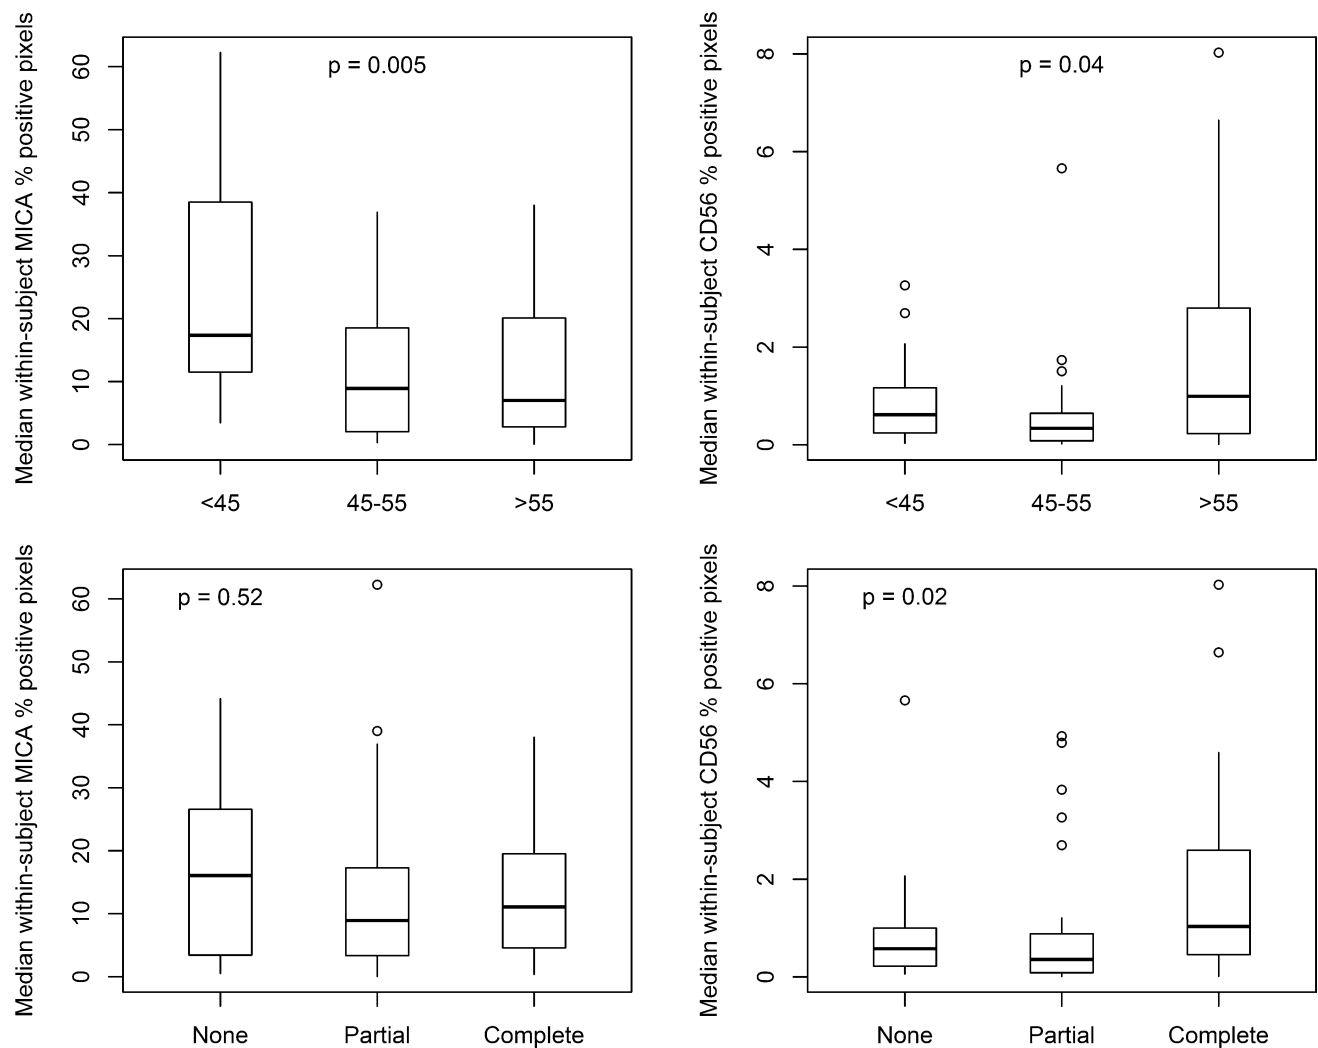 Median within-subject MICA % positive pixels
60
50
40
30
20
10
0
p = 0.005
<45
45-55
>55
Median within-subject CD56 % positive pixels
8
6
4
2
0
p = 0.04
<45
45-55
>55
Median within-subject MICA % positive pixels
60
50
40
30
20
10
0
p = 0.52
None
Partial
Complete
Median within-subject CD56 % positive pixels
8
6
4
2
0
p = 0.02
None
Partial
Complete